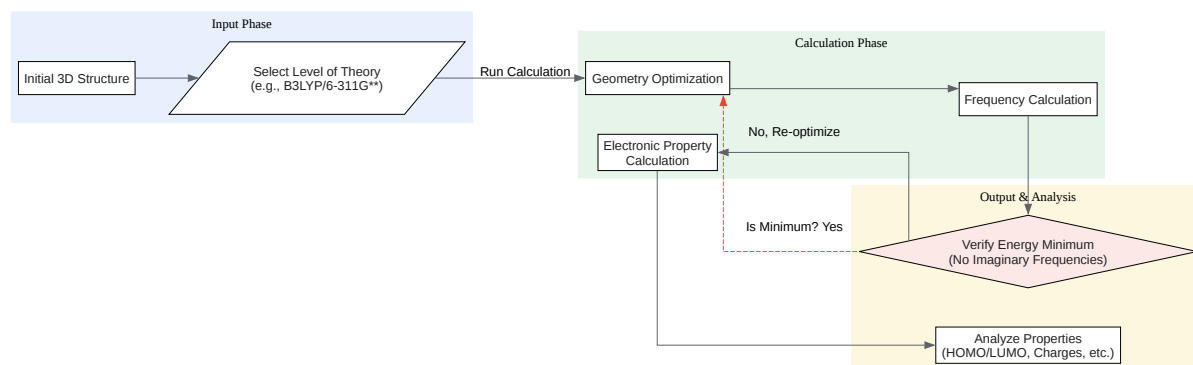 Input Phase
Initial 3D Structure
Select Level of Theory
(e.g., B3LYP/6-311G**)
Run Calculation
Calculation Phase
Geometry Optimization
Frequency Calculation
No, Re-optimize
Electronic Property
Calculation
Output & Analysis
Is Minimum? Yes
Verify Energy Minimum
(No Imaginary Frequencies)
Analyze Properties
(HOMO/LUMO, Charges, etc.)